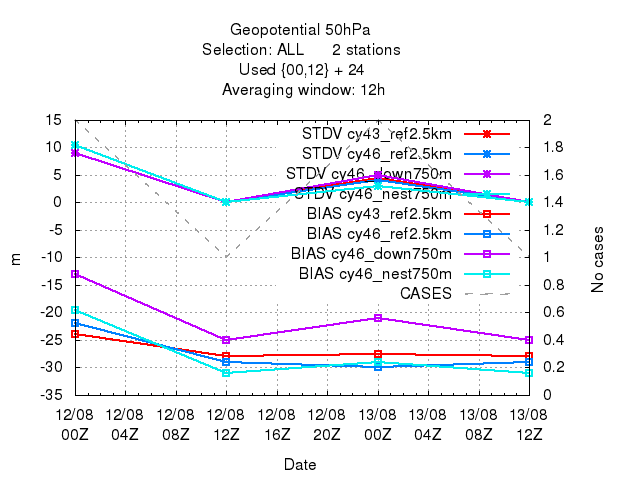 Geopotential 50hPa
Selection: ALL 2 stations
Used {00,12} + 24
Averaging window: 12h
15
10
5
0
-5
-10
-15
-20
-25
-30
-35
m
STDV cy43_ref2.5km
STDV cy46_ref2.5km
STDV cy46_down750m
STDV cy46_nest750m
BIAS cy43_ref2.5km
BIAS cy46_ref2.5km
BIAS cy46_down750m
BIAS cy46_nest750m
CASES
2
1.8
1.6
1.4
1.2
1
0.8
0.6
0.4
0.2
0
No cases
12/08 12/08 12/08 12/08 12/08 12/08 13/08 13/08 13/08 13/08
00Z 04Z 08Z 12Z 16Z 20Z 00Z 04Z 08Z 12Z
Date